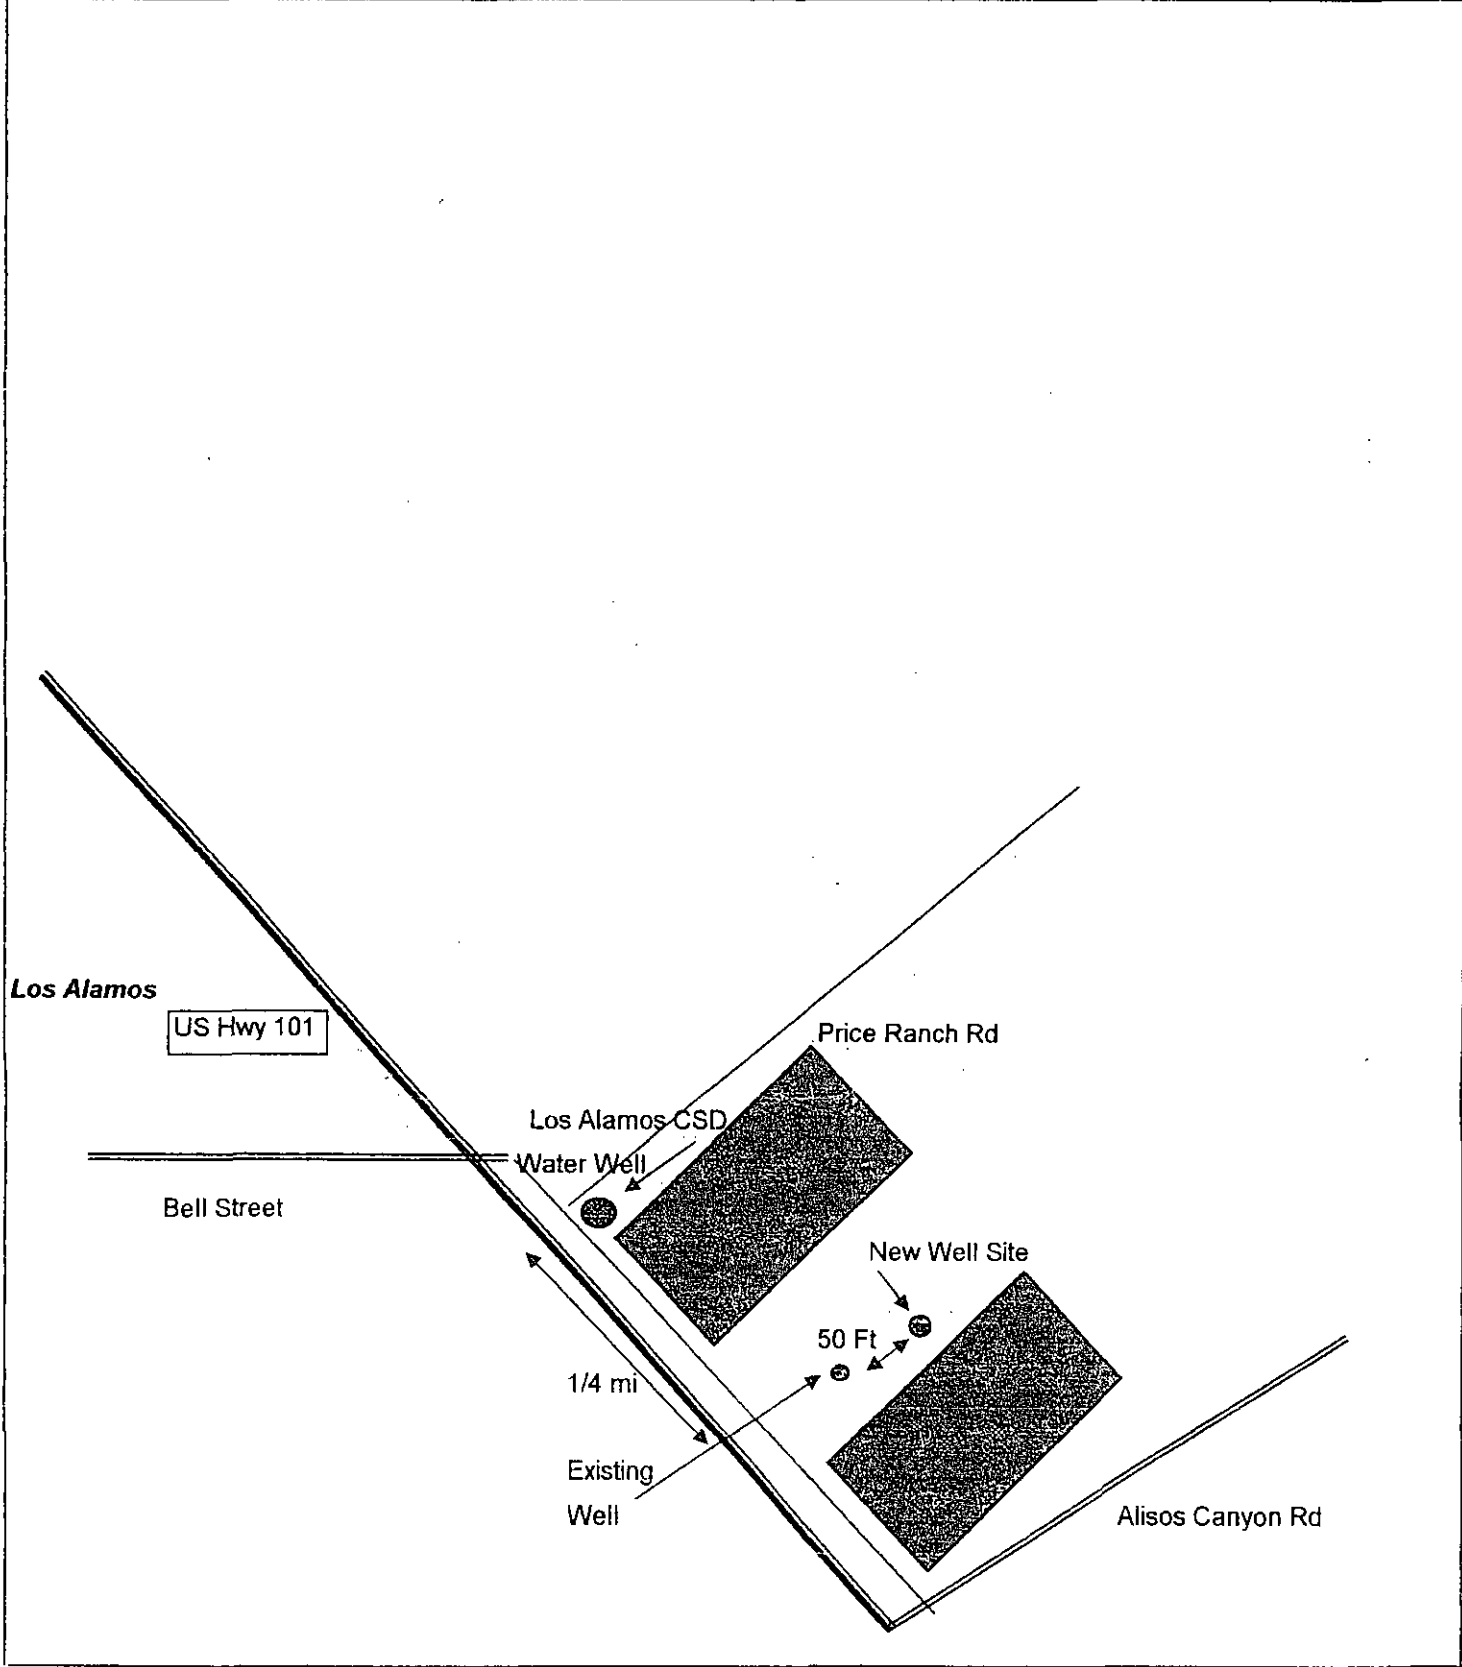 Los Alamos
US Hwy 101
Price Ranch Rd
Los Alamos CSD
Water Well
Bell Street
New Well Site
50 Ft
1/4 mi
Existing
Well
Alisos Canyon Rd